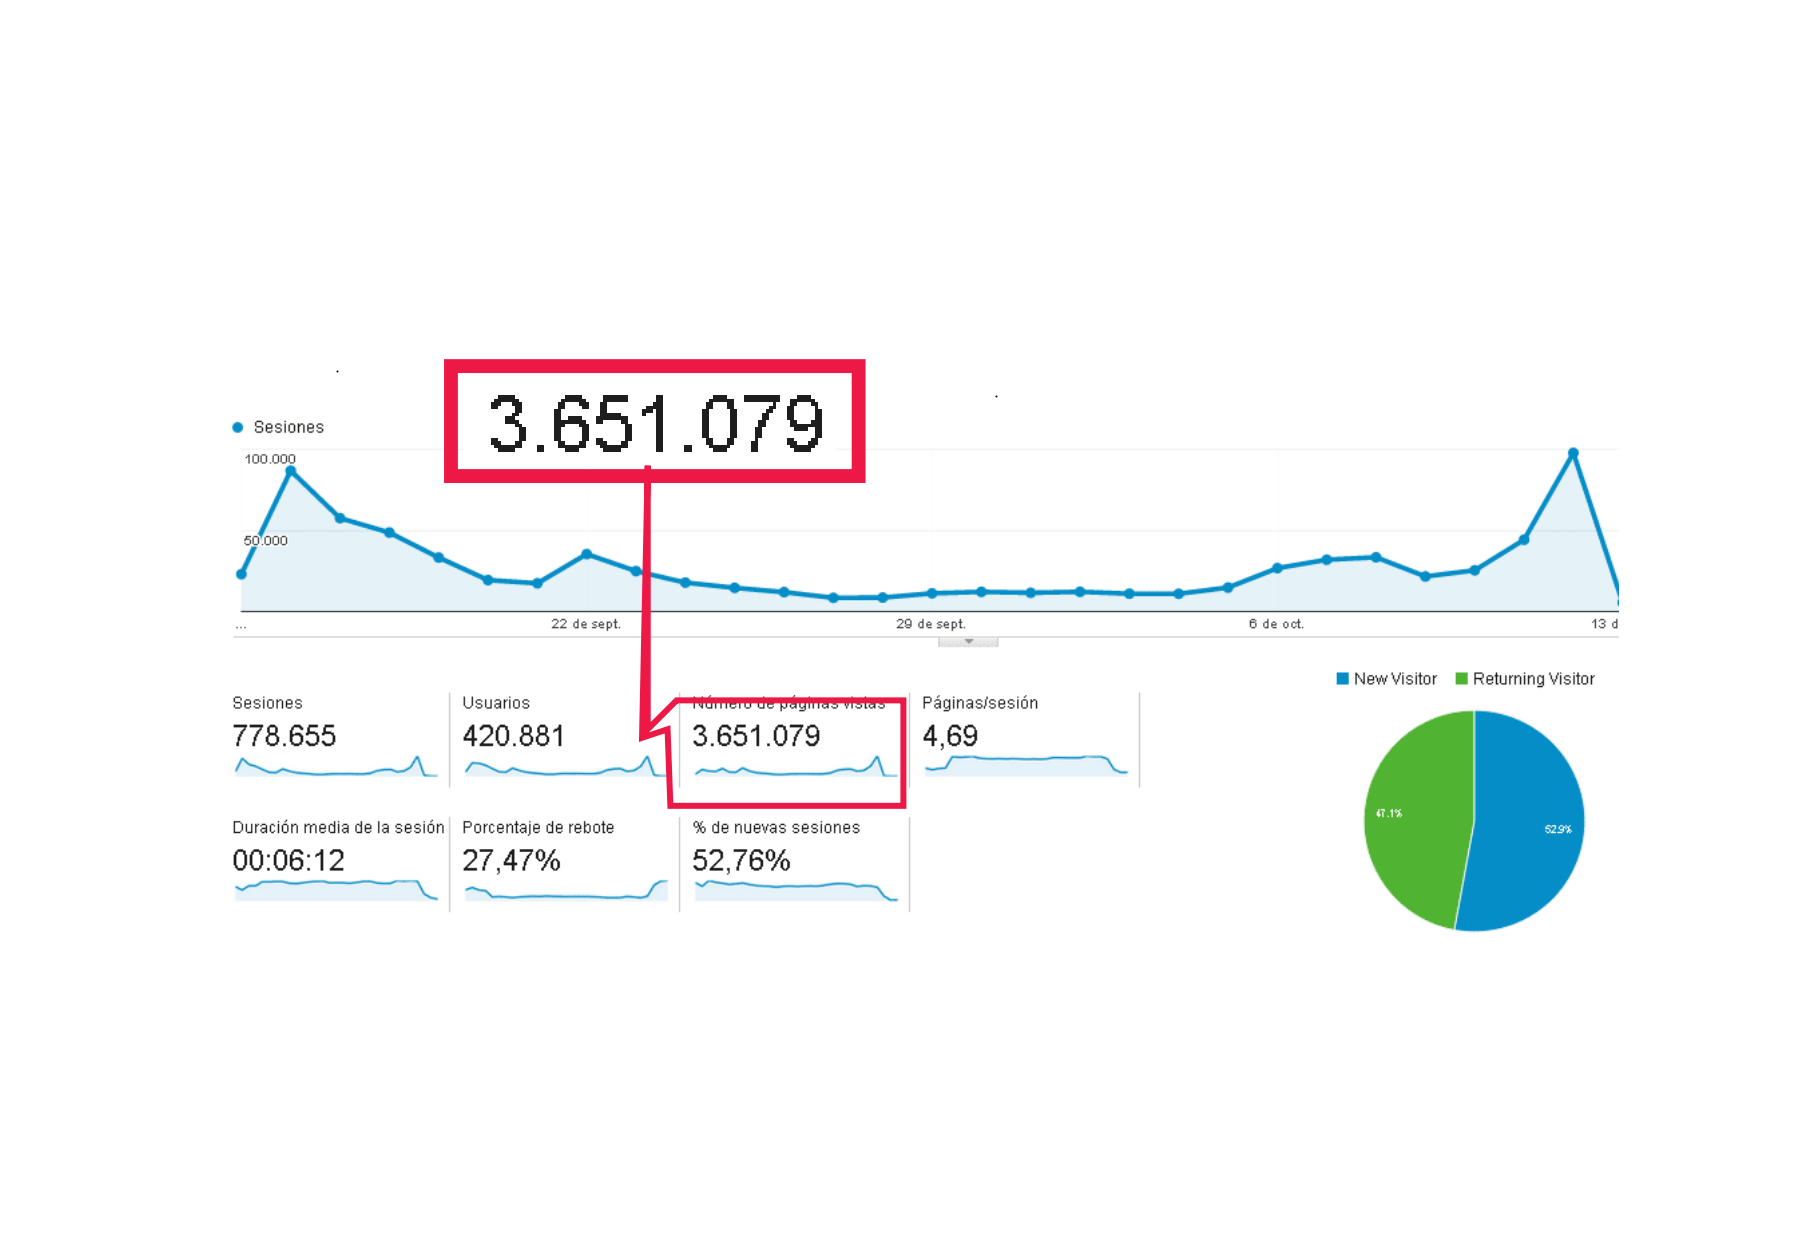 3.651.079
Sesiones
100.000
50.000
...
22 de sept.
29 de sept.
6 de oct.
13 d
New Visitor
Returning Visitor
Sesiones
778.655
Usuarios
420.881
Número de páginas vistas
3.651.079
Páginas/sesión
4,69
Duración media de la sesión
00:06:12
Porcentaje de rebote
27,47%
% de nuevas sesiones
52,76%
47.1%
52.9%